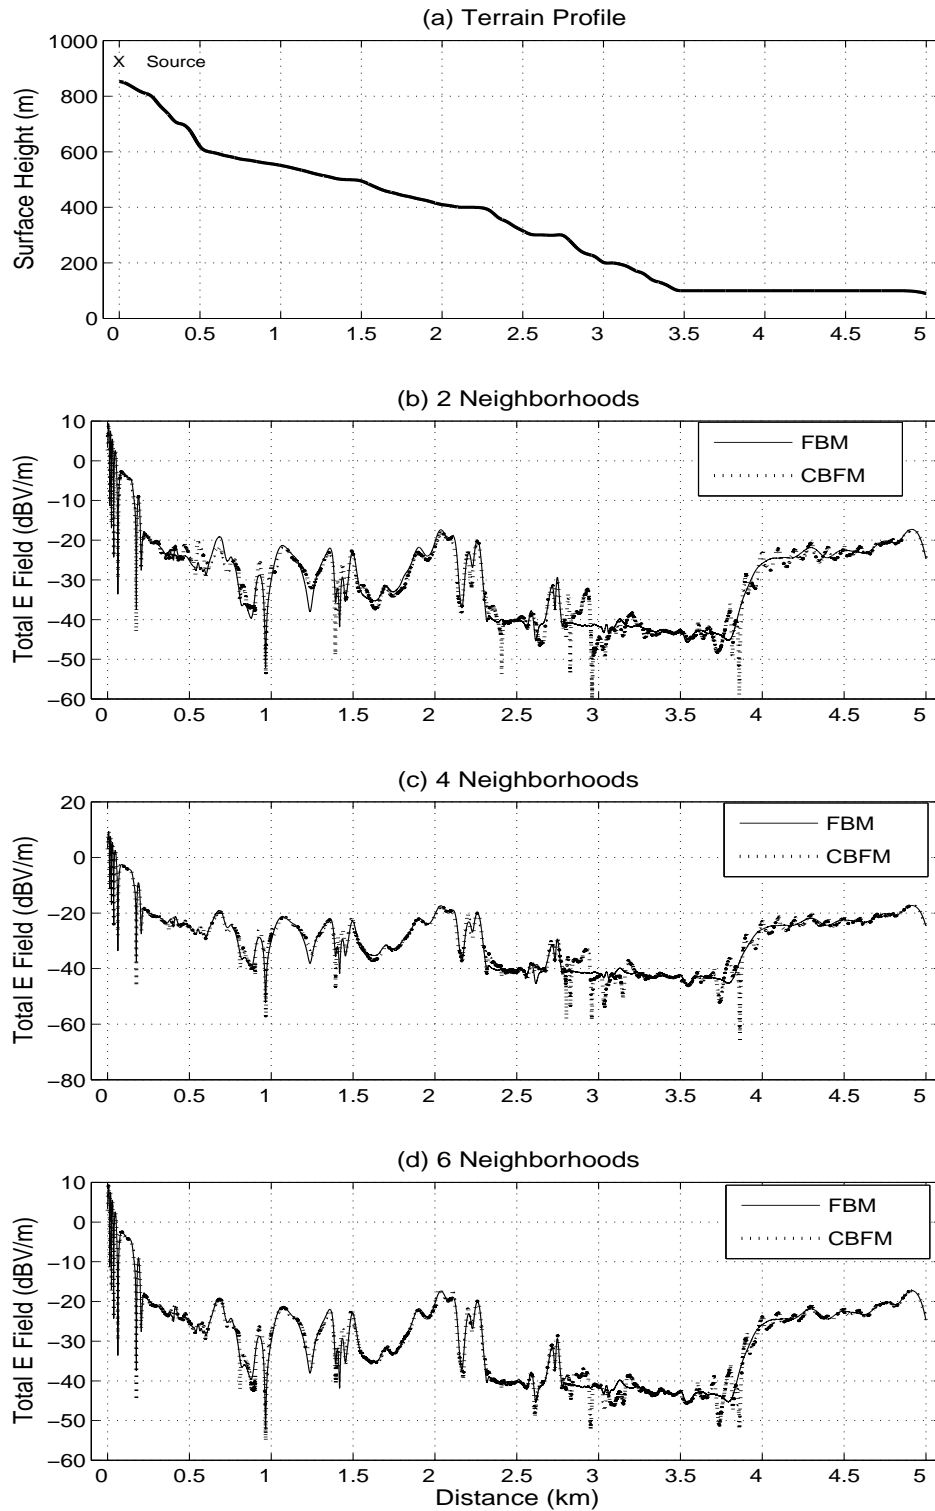 (a) Terrain Profile
Surface Height (m)
1000
800
600
400
200
0
X Source
0 0.5 1 1.5 2 2.5 3 3.5 4 4.5 5
(b) 2 Neighborhoods
Total E Field (dBV/m)
10
0
−10
−20
−30
−40
−50
−60
FBM
CBFM
0 0.5 1 1.5 2 2.5 3 3.5 4 4.5 5
(c) 4 Neighborhoods
Total E Field (dBV/m)
20
0
−20
−40
−60
−80
FBM
CBFM
0 0.5 1 1.5 2 2.5 3 3.5 4 4.5 5
(d) 6 Neighborhoods
Total E Field (dBV/m)
10
0
−10
−20
−30
−40
−50
−60
FBM
CBFM
0 0.5 1 1.5 2 2.5 3 3.5 4 4.5 5
Distance (km)